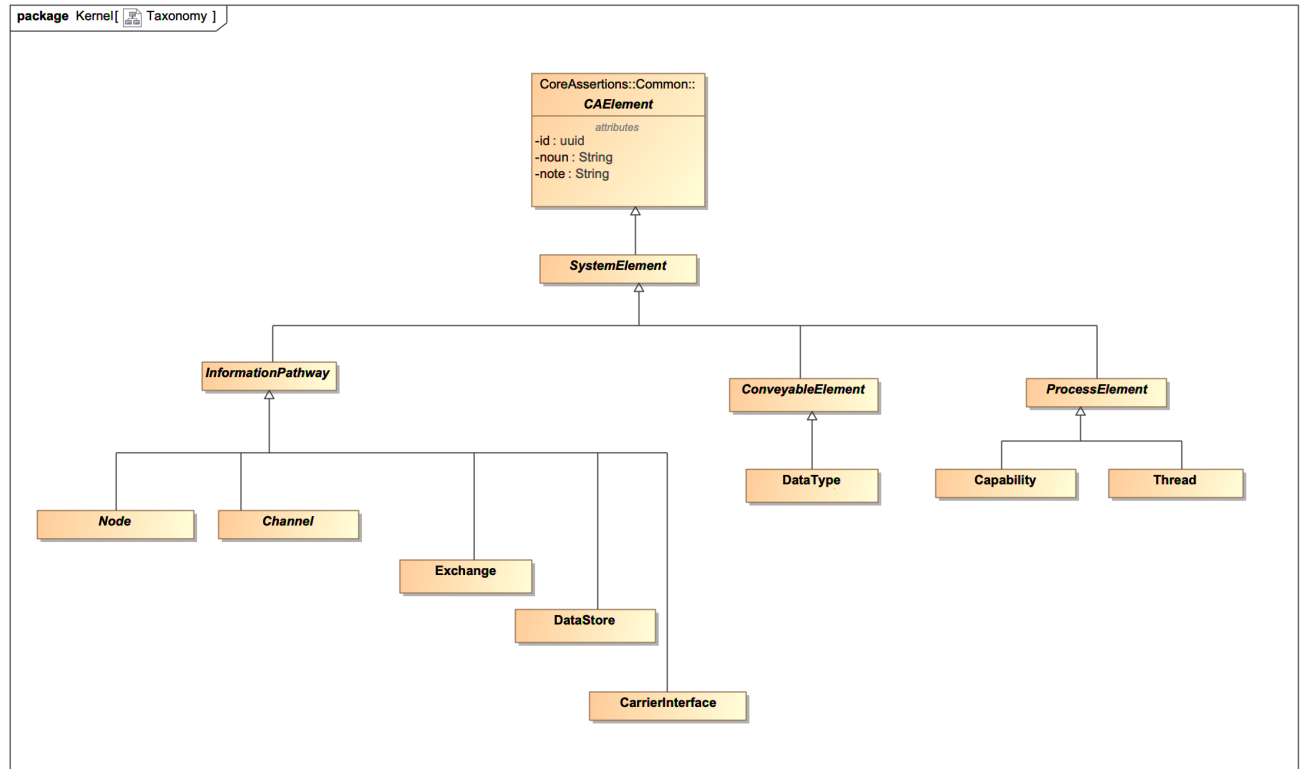 package Kernel[ Taxonomy ]
CoreAssertions::Common::
CAElement
attributes
-id : uuid
-noun : String
-note : String
SystemElement
InformationPathway
ConveyableElement
ProcessElement
DataType
Capability
Thread
Node
Channel
Exchange
DataStore
CarrierInterface